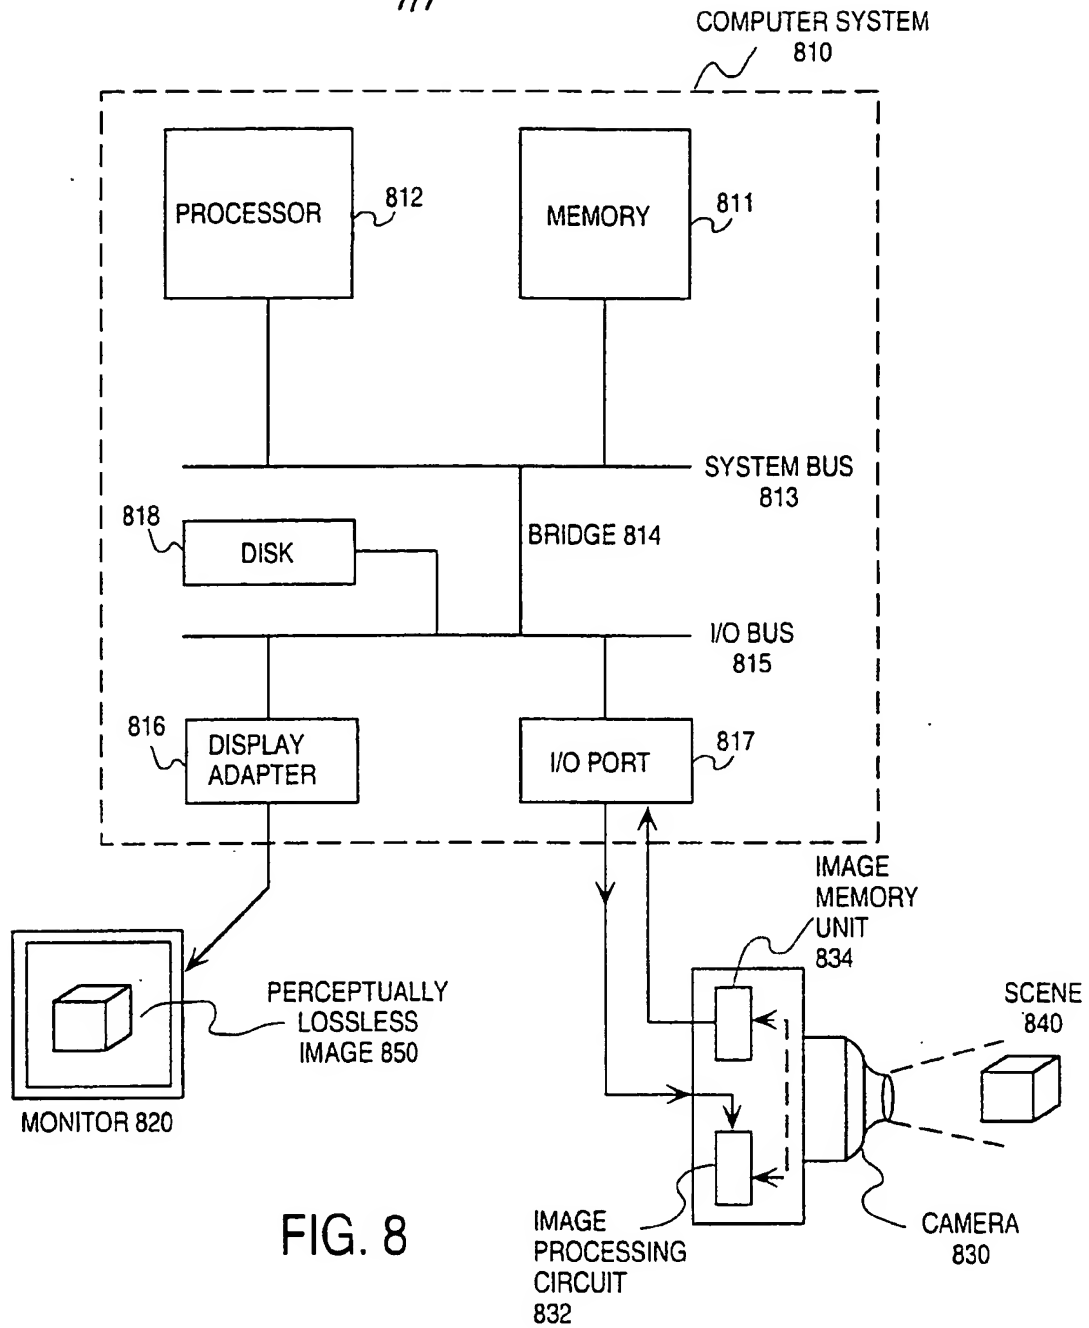 COMPUTER SYSTEM
810
PROCESSOR
812
MEMORY
811
SYSTEM BUS
813
818
DISK
BRIDGE 814
I/O BUS
815
816
DISPLAY
ADAPTER
I/O PORT
817
IMAGE
MEMORY
UNIT
834
PERCEPTUALLY
LOSSLESS
IMAGE 850
SCENE
840
MONITOR 820
FIG. 8
IMAGE
PROCESSING
CIRCUIT
832
CAMERA
830